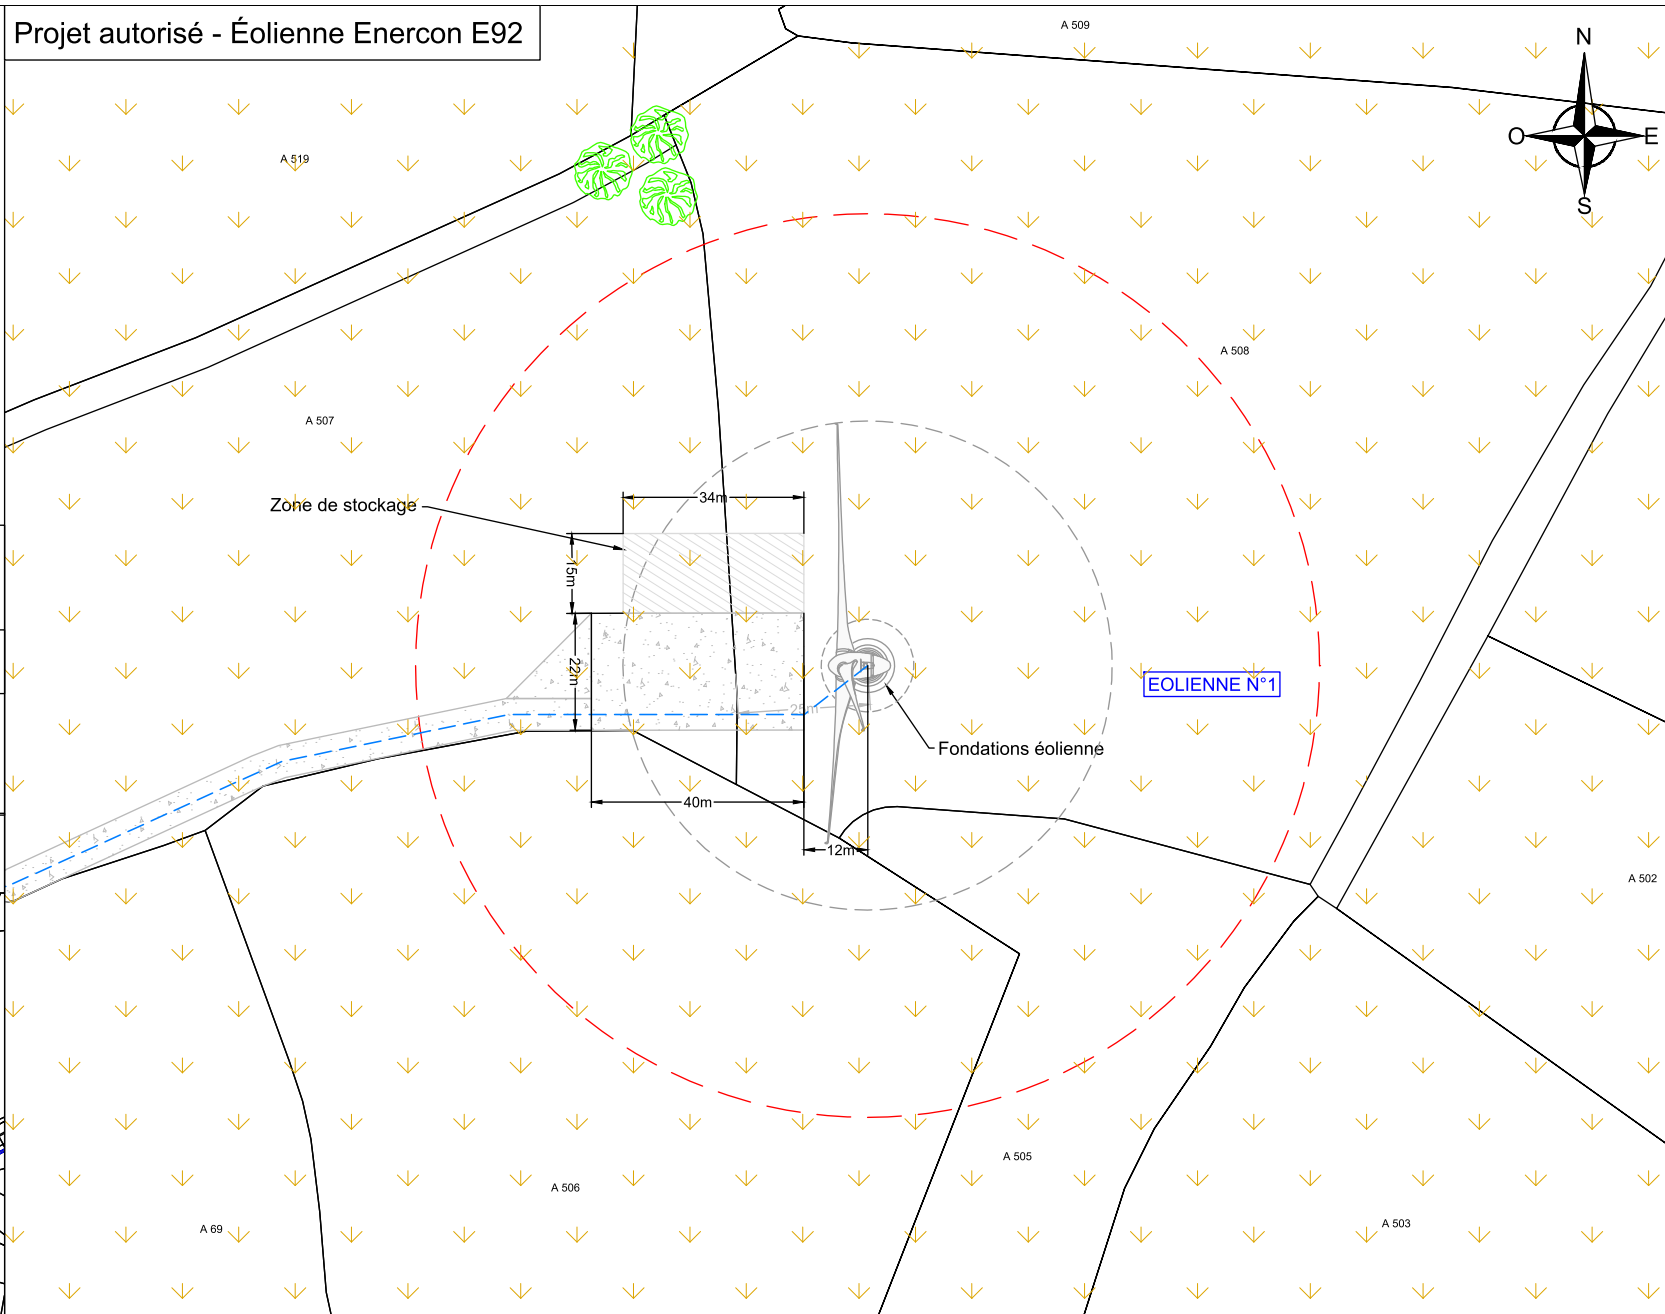 Projet autorisé - Éolienne Enercon E92
A 509
N
O
E
S
A 519
A 508
A 507
Zone de stockage
34m
15m
22m
25m
EOLIENNE N°1
Fondations éolienne
40m
12m
A 502
A 505
A 506
A 503
A 69